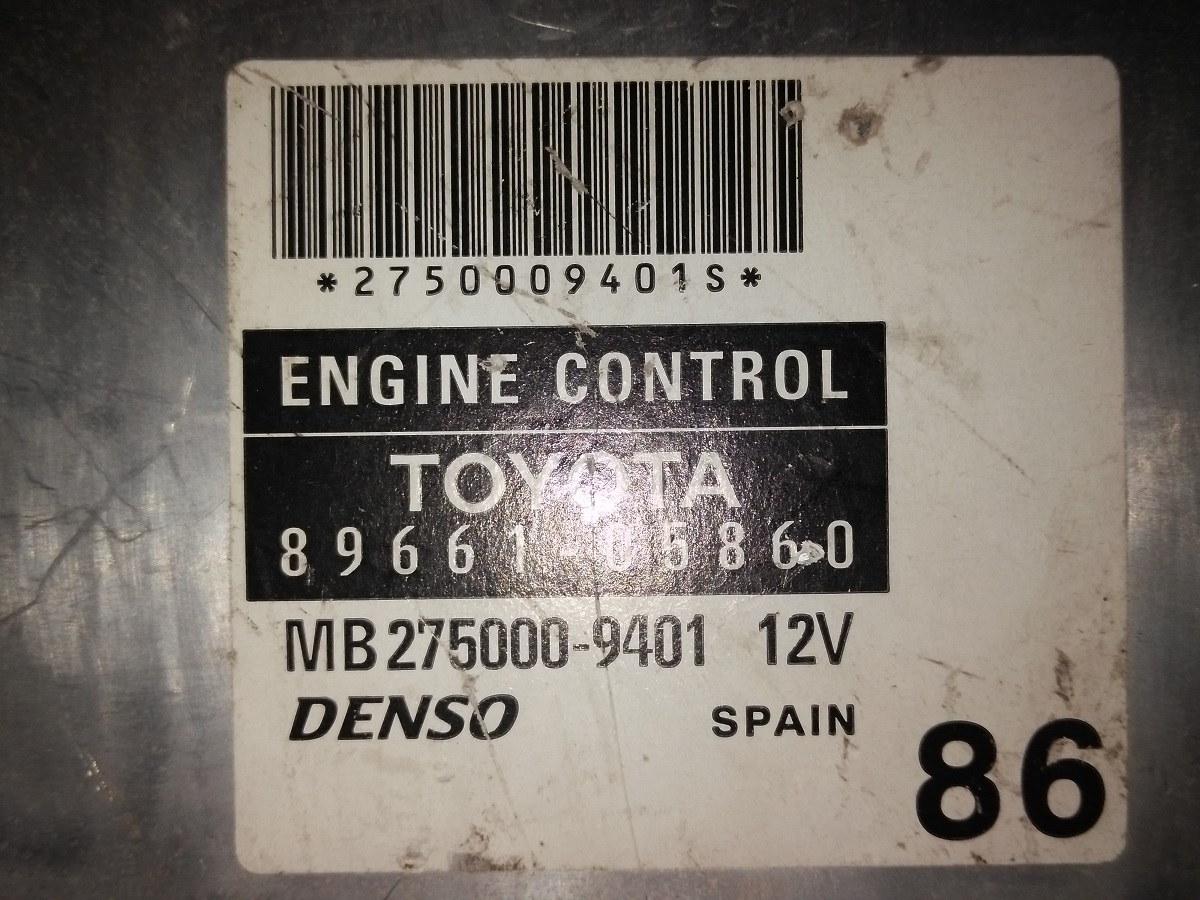 *2750009401S*
ENGINE CONTROL
TOYOTA
89661-05860
MB275000-9401 12V
DENSO SPAIN
86